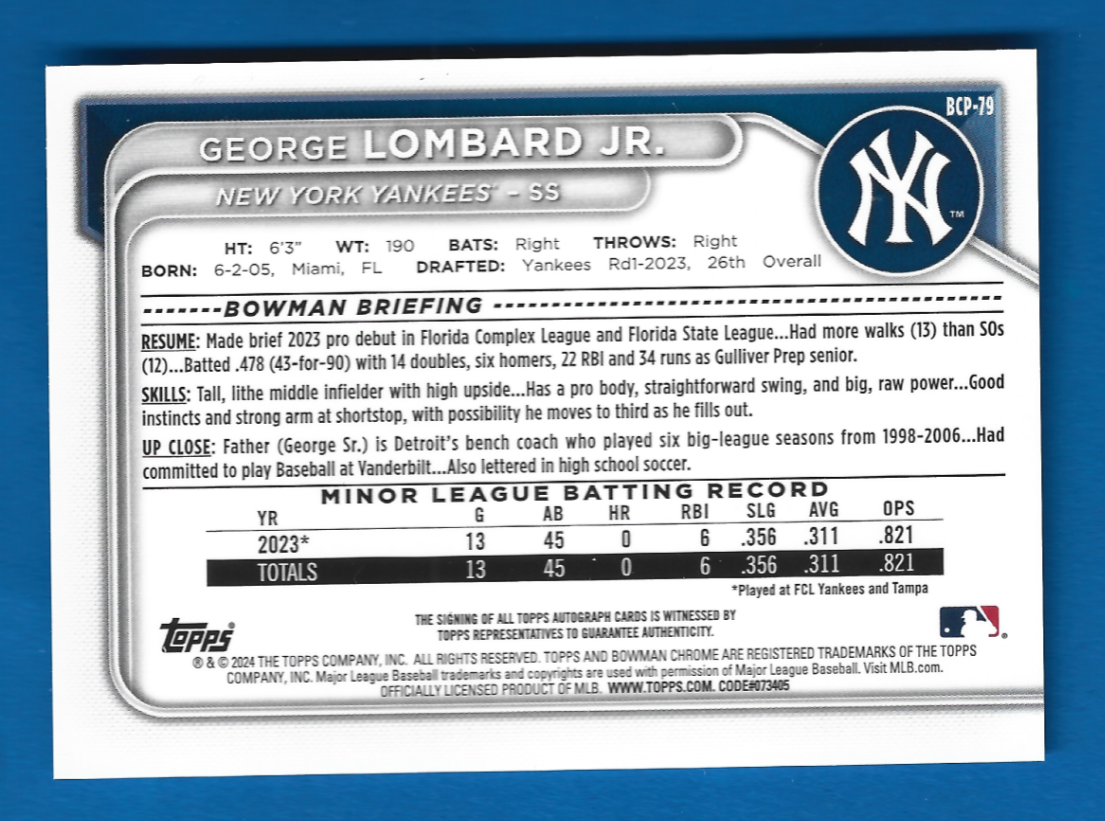 BCP-79
GEORGE LOMBARD JR.
NEW YORK YANKEES® – SS
NY
TM
HT: 6'3" WT: 190 BATS: Right THROWS: Right
BORN: 6-2-05, Miami, FL DRAFTED: Yankees Rd1-2023, 26th Overall
-------BOWMAN BRIEFING ----------------------------------------------------
RESUME: Made brief 2023 pro debut in Florida Complex League and Florida State League...Had more walks (13) than SOs
(12)...Batted .478 (43-for-90) with 14 doubles, six homers, 22 RBI and 34 runs as Gulliver Prep senior.
SKILLS: Tall, lithe middle infielder with high upside...Has a pro body, straightforward swing, and big, raw power...Good
instincts and strong arm at shortstop, with possibility he moves to third as he fills out.
UP CLOSE: Father (George Sr.) is Detroit's bench coach who played six big-league seasons from 1998-2006...Had
committed to play Baseball at Vanderbilt...Also lettered in high school soccer.
MINOR LEAGUE BATTING RECORD
YR G AB HR RBI SLG AVG OPS
2023* 13 45 0 6 .356 .311 .821
TOTALS 13 45 0 6 .356 .311 .821
*Played at FCL Yankees and Tampa
THE SIGNING OF ALL TOPPS AUTOGRAPH CARDS IS WITNESSED BY
TOPPS REPRESENTATIVES TO GUARANTEE AUTHENTICITY.
Topps
®
® & © 2024 THE TOPPS COMPANY, INC. ALL RIGHTS RESERVED. TOPPS AND BOWMAN CHROME ARE REGISTERED TRADEMARKS OF THE TOPPS
COMPANY, INC. Major League Baseball trademarks and copyrights are used with permission of Major League Baseball. Visit MLB.com.
OFFICIALLY LICENSED PRODUCT OF MLB. WWW.TOPPS.COM. CODE#073405